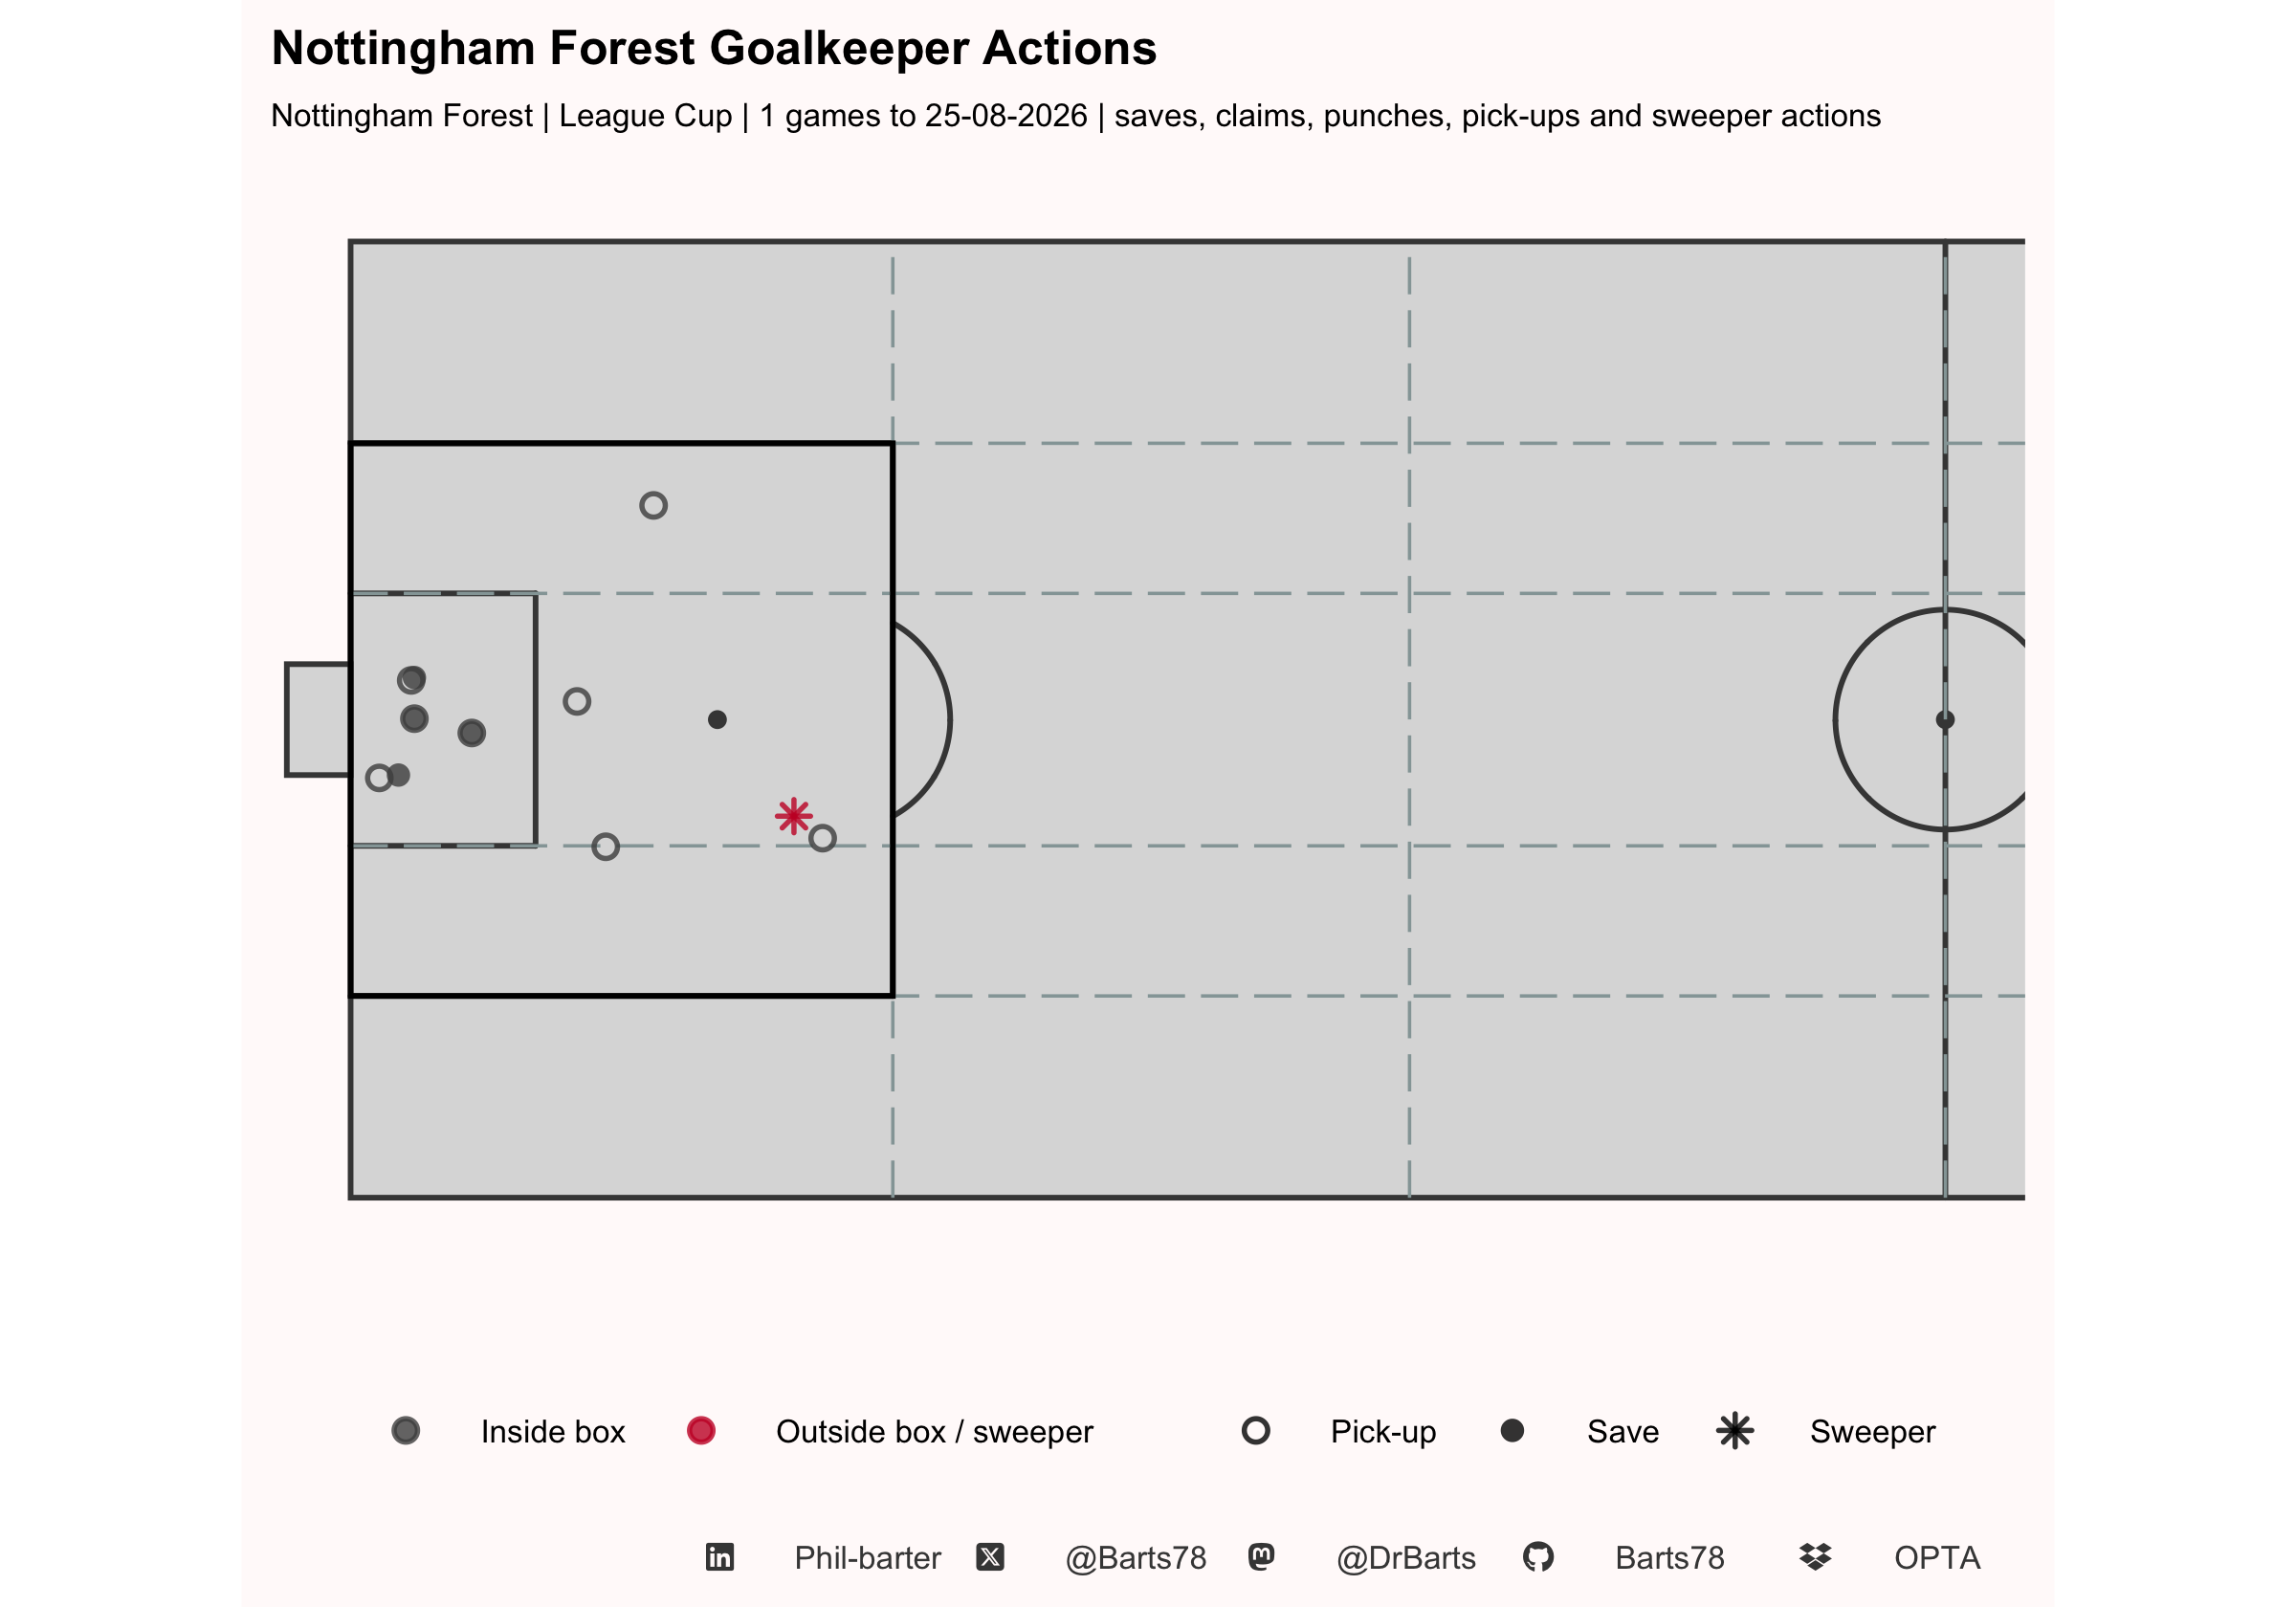 Nottingham Forest Goalkeeper Actions
Nottingham Forest | League Cup | 1 games to 25-08-2026 | saves, claims, punches, pick-ups and sweeper actions
Inside box Outside box / sweeper Pick-up Save Sweeper
Phil-barter @Barts78 @DrBarts Barts78 OPTA